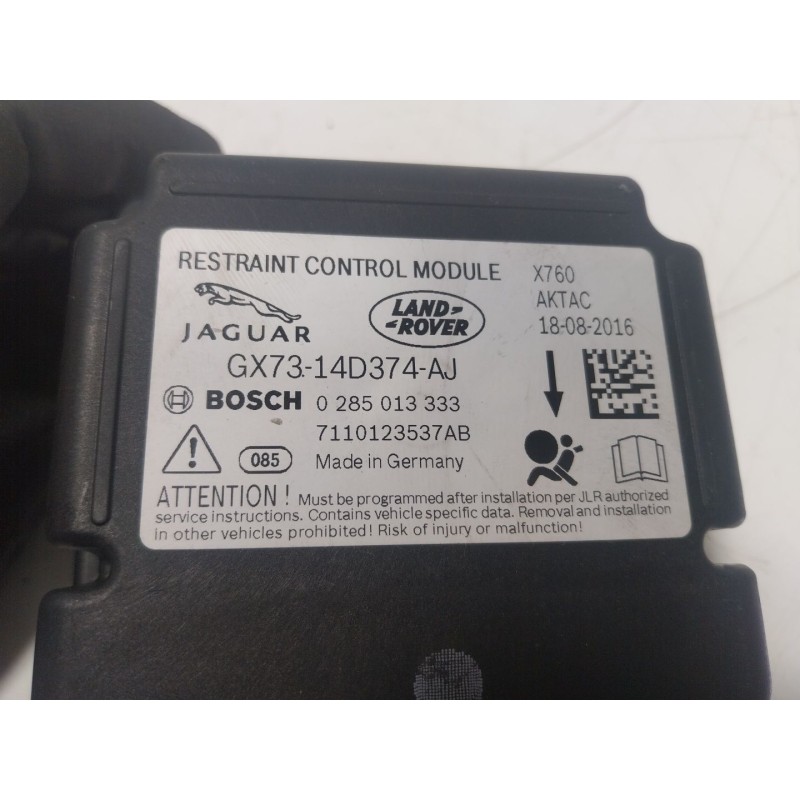 RESTRAINT CONTROL MODULE X760
AKTAC
18-08-2016
JAGUAR
LAND-
-ROVER
GX73-14D374-AJ
BOSCH 0 285 013 333
7110123537AB
085 Made in Germany
ATTENTION ! Must be programmed after installation per JLR authorized
service instructions. Contains vehicle specific data. Removal and installation
in other vehicles prohibited! Risk of injury or malfunction!